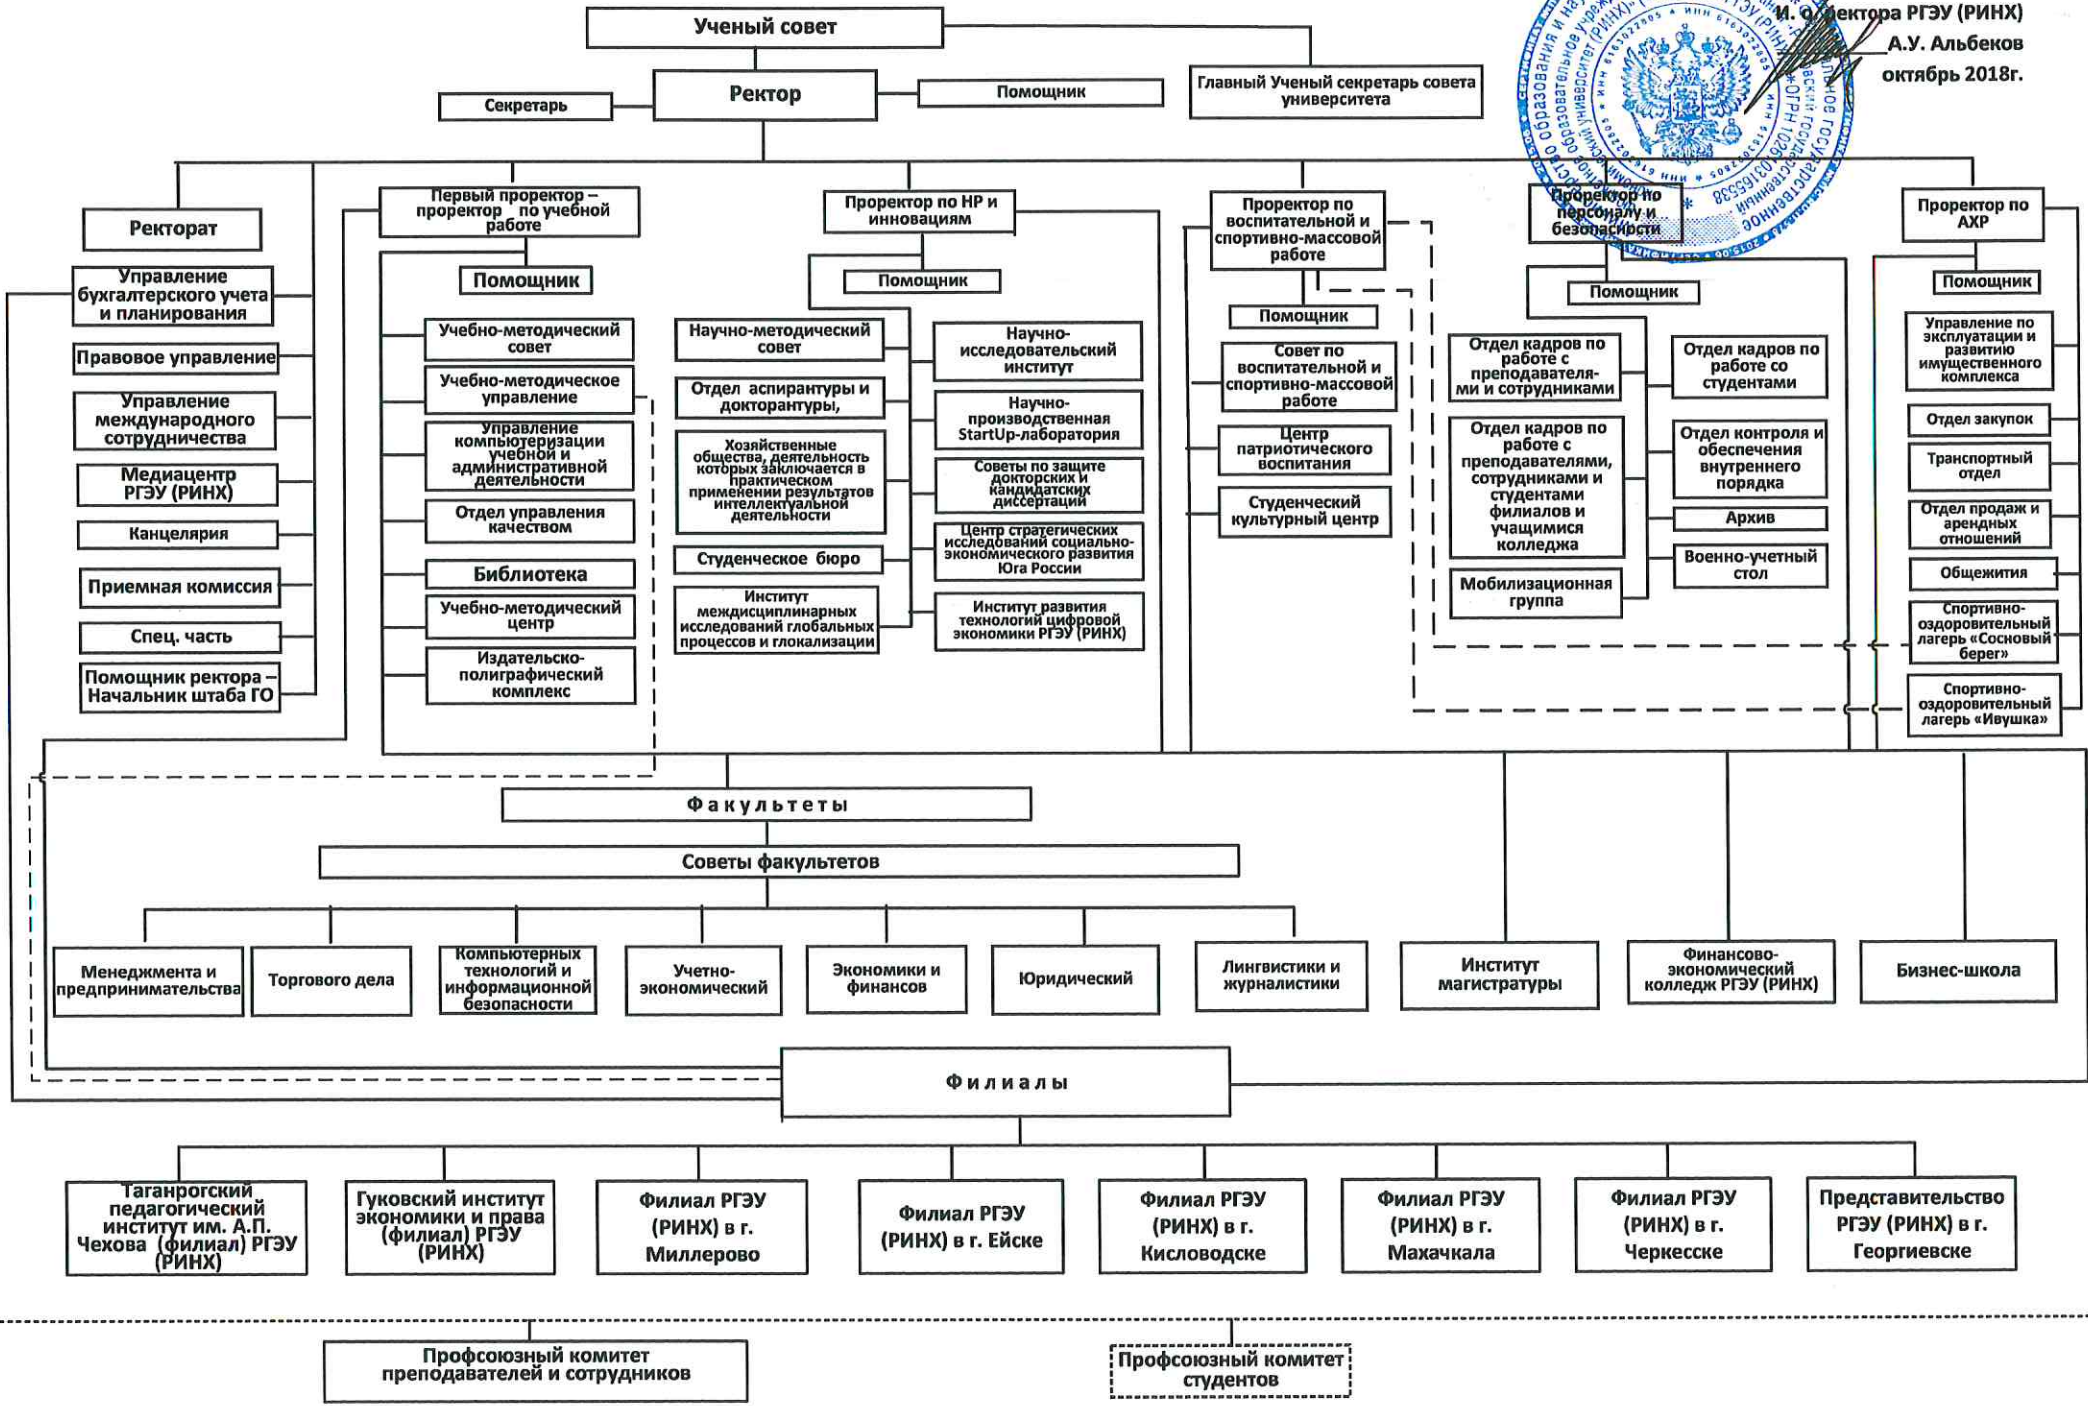 И. о. ректора РГЭУ (РИНХ)
А.У. Альбеков
октябрь 2018г.
Ученый совет
Ректор
Секретарь
Помощник
Главный Ученый секретарь совета
университета
Ректорат
Управление
бухгалтерского учета
и планирования
Правовое управление
Управление
международного
сотрудничества
Медиацентр
РГЭУ (РИНХ)
Канцелярия
Приемная комиссия
Спец. часть
Помощник ректора –
Начальник штаба ГО
Первый проректор –
проректор по учебной
работе
Помощник
Учебно-методический
совет
Учебно-методическое
управление
Управление
компьютеризации
учебной и
административной
деятельности
Отдел управления
качеством
Библиотека
Учебно-методический
центр
Издательско-
полиграфический
комплекс
Проректор по НР и
инновациям
Помощник
Научно-методический
совет
Отдел аспирантуры и
докторантуры,
Хозяйственные
общества, деятельность
которых заключается в
практическом
применении результатов
интеллектуальной
деятельности
Студенческое бюро
Институт
междисциплинарных
исследований глобальных
процессов и глокализации
Научно-
исследовательский
институт
Научно-
производственная
StartUp-лаборатория
Советы по защите
докторских и
кандидатских
диссертаций
Центр стратегических
исследований социально-
экономического развития
Юга России
Институт развития
технологий цифровой
экономики РГЭУ (РИНХ)
Проректор по
воспитательной и
спортивно-массовой
работе
Помощник
Совет по
воспитательной и
спортивно-массовой
работе
Центр
патриотического
воспитания
Студенческий
культурный центр
Проректор по
персоналу и
безопасности
Помощник
Отдел кадров по
работе с
преподавателя-
ми и сотрудниками
Отдел кадров по
работе с
преподавателями,
сотрудниками и
студентами
филиалов и
учащимися
колледжа
Мобилизационная
группа
Отдел кадров по
работе со
студентами
Отдел контроля и
обеспечения
внутреннего
порядка
Архив
Военно-учетный
стол
Проректор по
АХР
Помощник
Управление по
эксплуатации и
развитию
имущественного
комплекса
Отдел закупок
Транспортный
отдел
Отдел продаж и
арендных
отношений
Общежития
Спортивно-
оздоровительный
лагерь «Сосновый
берег»
Спортивно-
оздоровительный
лагерь «Ивушка»
Факультеты
Советы факультетов
Менеджмента и
предпринимательства
Торгового дела
Компьютерных
технологий и
информационной
безопасности
Учетно-
экономический
Экономики и
финансов
Юридический
Лингвистики и
журналистики
Институт
магистратуры
Финансово-
экономический
колледж РГЭУ (РИНХ)
Бизнес-школа
Филиалы
Таганрогский
педагогический
институт им. А.П.
Чехова (филиал) РГЭУ
(РИНХ)
Гуковский институт
экономики и права
(филиал) РГЭУ
(РИНХ)
Филиал РГЭУ
(РИНХ) в г.
Миллерово
Филиал РГЭУ
(РИНХ) в г. Ейске
Филиал РГЭУ
(РИНХ) в г.
Кисловодске
Филиал РГЭУ
(РИНХ) в г.
Махачкала
Филиал РГЭУ
(РИНХ) в г.
Черкесске
Представительство
РГЭУ (РИНХ) в г.
Георгиевске
Профсоюзный комитет
преподавателей и сотрудников
Профсоюзный комитет
студентов